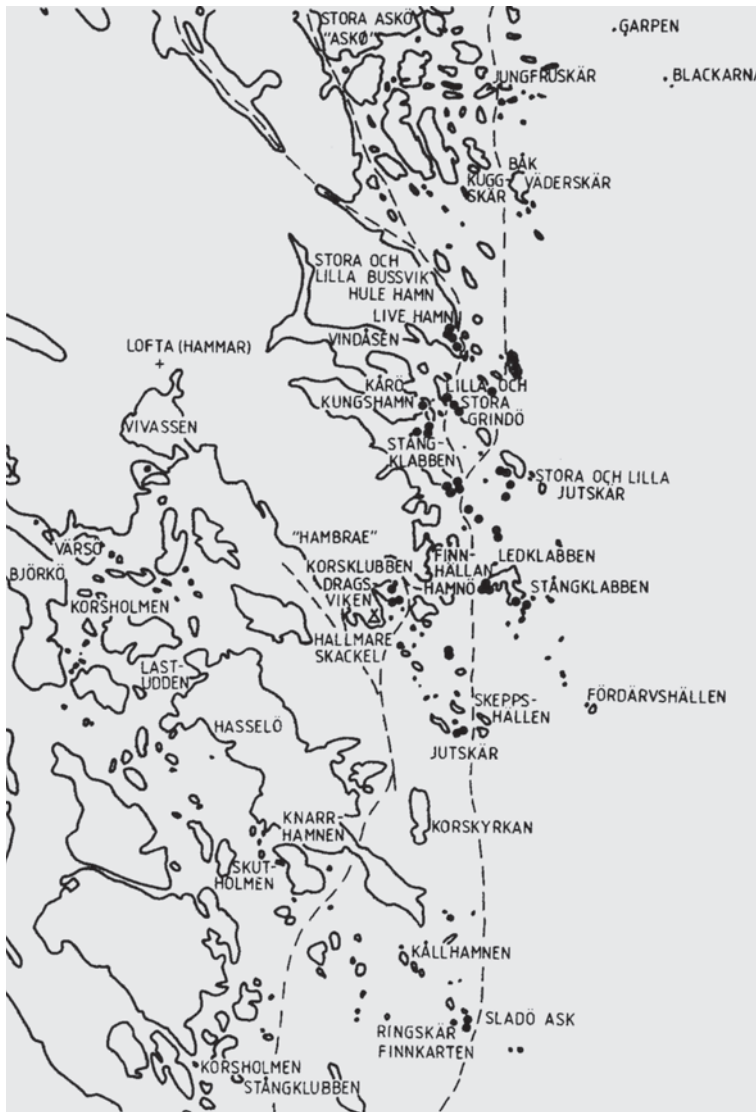 STORA ASKÖ
"ASKØ"
GARPEN
JUNGFRUSKÄR
BLACKARNA
BÅK
KUGG-
SKÄR
VÄDERSKÄR
STORA OCH
LILLA BUSSVIK
HULE HAMN
LIVE HAMN
VINDÅSEN
LOFTA (HAMMAR)
KÅRÖ
KUNGSHAMN
LILLA OCH
STORA
GRINDÖ
VIVASSEN
STÅNG-
KLABBEN
STORA OCH LILLA
JUTSKÄR
"HAMBRAE"
VÄRSÖ
BJÖRKÖ
KORSHOLMEN
KORSKLUBBEN
DRAGS-
VIKEN
FINN-
HÄLLAN
HAMNÖ
LEDKLABBEN
STÅNGKLABBEN
HALLMARE
SKACKEL
LAST-
UDDEN
HASSELÖ
SKEPPS-
HÄLLEN
FÖRDÄRVSHÄLLEN
JUTSKÄR
KNARR-
HAMNEN
KORSKYRKAN
SKUT-
HOLMEN
KÅLLHAMNEN
RINGSKÄR
FINNKARTEN
SLADÖ ASK
KORSHOLMEN
STÅNGKLUBBEN